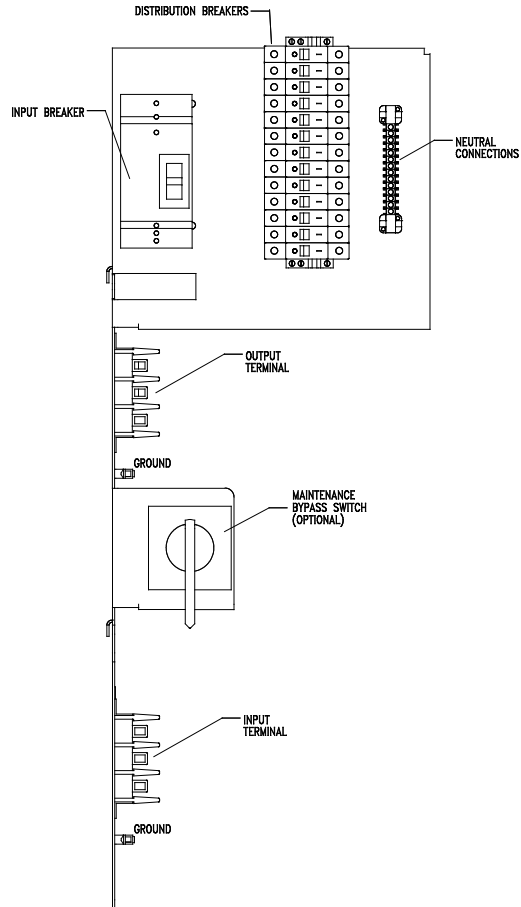 DISTRIBUTION BREAKERS
INPUT BREAKER
NEUTRAL
CONNECTIONS
OUTPUT
TERMINAL
GROUND
MAINTENANCE
BYPASS SWITCH
(OPTIONAL)
INPUT
TERMINAL
GROUND